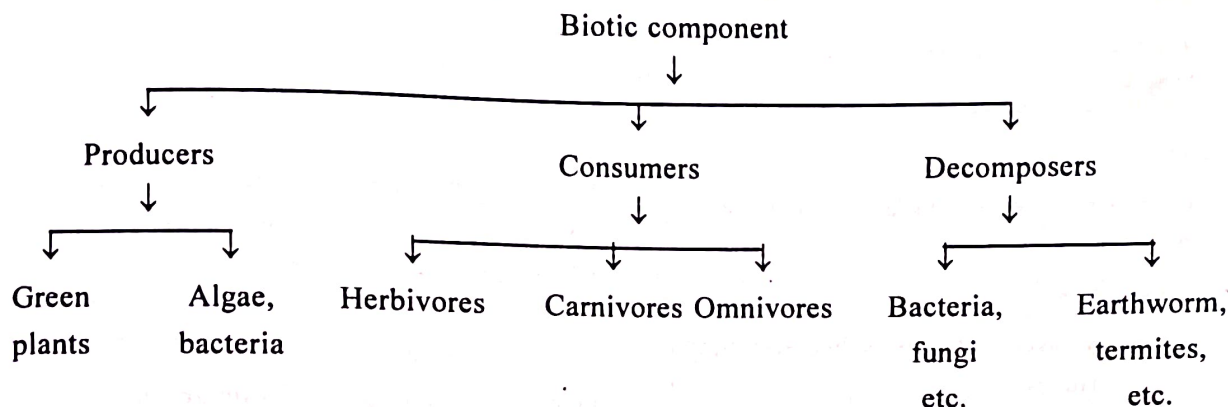 Biotic component
Producers
Consumers
Decomposers
Green
plants
Algae,
bacteria
Herbivores
Carnivores
Omnivores
Bacteria,
fungi
etc.
Earthworm,
termites,
etc.